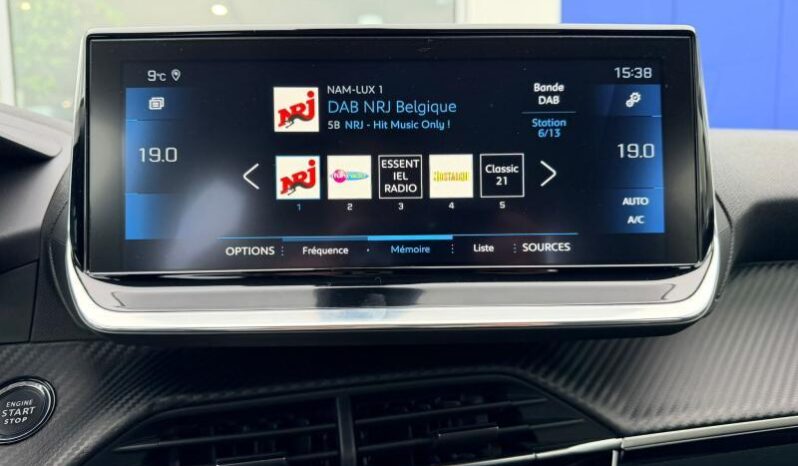 9°C
15:38
NAM-LUX 1
DAB NRJ Belgique
5B NRJ - Hit Music Only !
Bande
DAB
Station
6/13
NRJ
19.0
19.0
NRJ
ESSENT
IEL
RADIO
NOSTALGIE
Classic
21
1 2 3 4 5
AUTO
A/C
OPTIONS Fréquence Mémoire Liste SOURCES
ENGINE
START
STOP